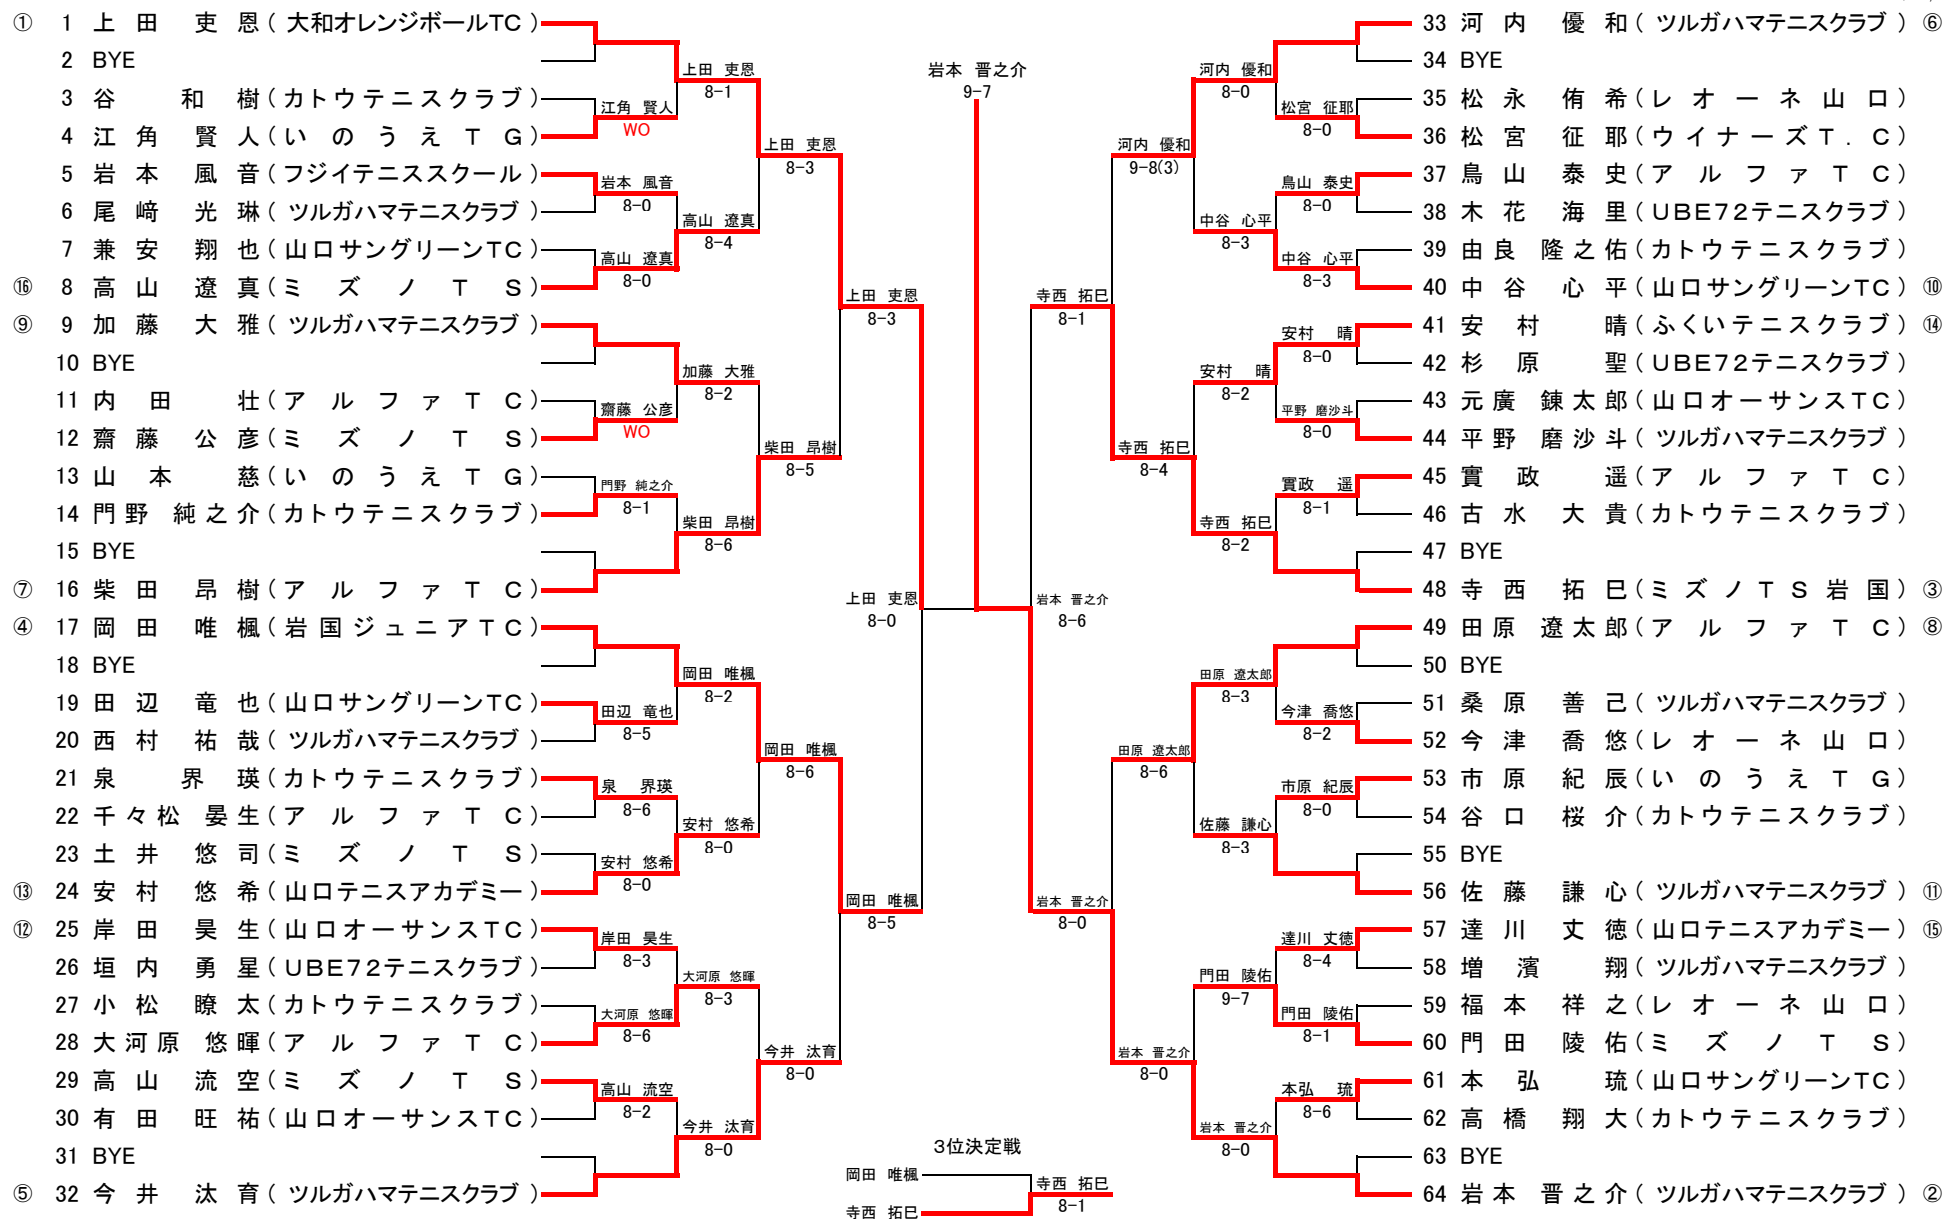 ① 1 上田 吏恩(大和オレンジボールTC)
2 BYE
3 谷 和樹(カトウテニスクラブ)
4 江角 賢人(いのうえTG)
5 岩本 風音(フジイテニススクール)
6 尾﨑 光琳(ツルガハマテニスクラブ)
7 兼安 翔也(山口サングリーンTC)
⑯ 8 高山 遼真(ミズノTS)
⑨ 9 加藤 大雅(ツルガハマテニスクラブ)
10 BYE
11 内田 壮(アルファTC)
12 齋藤 公彦(ミズノTS)
13 山本 慈(いのうえTG)
14 門野 純之介(カトウテニスクラブ)
15 BYE
⑦ 16 柴田 昂樹(アルファTC)
④ 17 岡田 唯楓(岩国ジュニアTC)
18 BYE
19 田辺 竜也(山口サングリーンTC)
20 西村 祐哉(ツルガハマテニスクラブ)
21 泉 界瑛(カトウテニスクラブ)
22 千々松 晏生(アルファTC)
23 土井 悠司(ミズノTS)
⑬ 24 安村 悠希(山口テニスアカデミー)
⑫ 25 岸田 昊生(山口オーサンスTC)
26 垣内 勇星(UBE72テニスクラブ)
27 小松 瞭太(カトウテニスクラブ)
28 大河原 悠暉(アルファTC)
29 高山 流空(ミズノTS)
30 有田 旺祐(山口オーサンスTC)
31 BYE
⑤ 32 今井 汰育(ツルガハマテニスクラブ)
江角 賢人
WO
岩本 風音
8-0
高山 遼真
8-0
齋藤 公彦
WO
門野 純之介
8-1
田辺 竜也
8-5
泉 界瑛
8-6
安村 悠希
8-0
岸田 昊生
8-3
大河原 悠暉
8-6
高山 流空
8-2
上田 吏恩
8-1
高山 遼真
8-4
加藤 大雅
8-2
柴田 昂樹
8-6
岡田 唯楓
8-2
安村 悠希
8-0
大河原 悠暉
8-3
今井 汰育
8-0
上田 吏恩
8-3
柴田 昂樹
8-5
岡田 唯楓
8-6
今井 汰育
8-0
上田 吏恩
8-3
岡田 唯楓
8-5
上田 吏恩
8-0
岩本 晋之介
9-7
岩本 晋之介
8-6
寺西 拓巳
8-1
岩本 晋之介
8-0
河内 優和
9-8(3)
寺西 拓巳
8-4
田原 遼太郎
8-6
岩本 晋之介
8-0
河内 優和
8-0
中谷 心平
8-3
安村 晴
8-2
寺西 拓巳
8-2
田原 遼太郎
8-3
佐藤 謙心
8-3
門田 陵佑
9-7
岩本 晋之介
8-0
松宮 征耶
8-0
鳥山 泰史
8-0
中谷 心平
8-3
安村 晴
8-0
平野 磨沙斗
8-0
實政 遥
8-1
今津 喬悠
8-2
市原 紀辰
8-0
達川 丈徳
8-4
門田 陵佑
8-1
本弘 琉
8-6
33 河内 優和(ツルガハマテニスクラブ) ⑥
34 BYE
35 松永 侑希(レオーネ山口)
36 松宮 征耶(ウイナーズT.C)
37 鳥山 泰史(アルファTC)
38 木花 海里(UBE72テニスクラブ)
39 由良 隆之佑(カトウテニスクラブ)
40 中谷 心平(山口サングリーンTC) ⑩
41 安村 晴(ふくいテニスクラブ) ⑭
42 杉原 聖(UBE72テニスクラブ)
43 元廣 錬太郎(山口オーサンスTC)
44 平野 磨沙斗(ツルガハマテニスクラブ)
45 實政 遥(アルファTC)
46 古水 大貴(カトウテニスクラブ)
47 BYE
48 寺西 拓巳(ミズノTS岩国) ③
49 田原 遼太郎(アルファTC) ⑧
50 BYE
51 桑原 善己(ツルガハマテニスクラブ)
52 今津 喬悠(レオーネ山口)
53 市原 紀辰(いのうえTG)
54 谷口 桜介(カトウテニスクラブ)
55 BYE
56 佐藤 謙心(ツルガハマテニスクラブ) ⑪
57 達川 丈徳(山口テニスアカデミー) ⑮
58 増濱 翔(ツルガハマテニスクラブ)
59 福本 祥之(レオーネ山口)
60 門田 陵佑(ミズノTS)
61 本弘 琉(山口サングリーンTC)
62 高橋 翔大(カトウテニスクラブ)
63 BYE
64 岩本 晋之介(ツルガハマテニスクラブ) ②
3位決定戦
岡田 唯楓
寺西 拓巳
寺西 拓巳
8-1